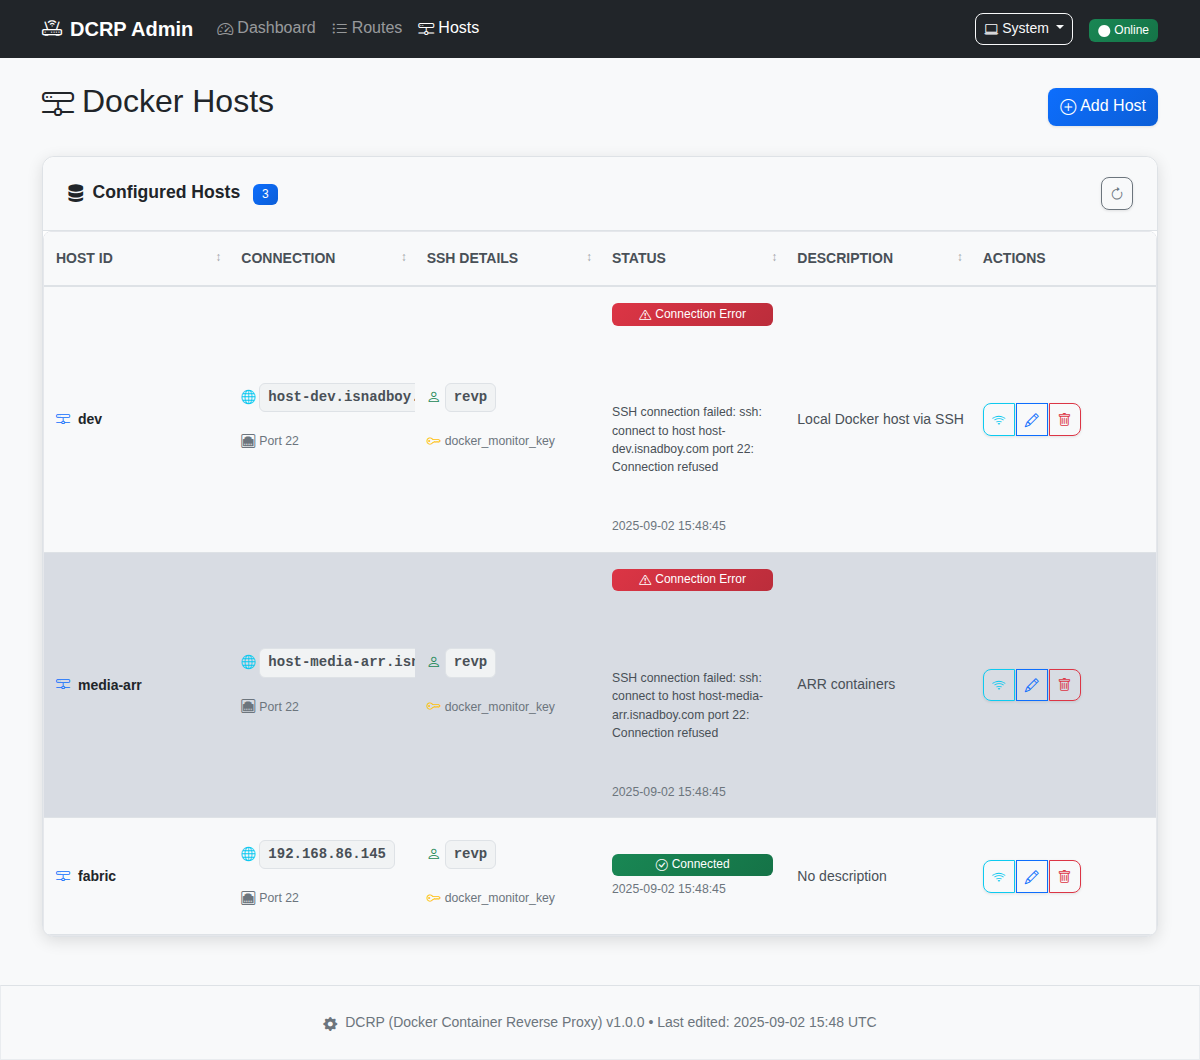 DCRP Admin Dashboard Routes Hosts System Online
Docker Hosts Add Host
Configured Hosts 3
HOST ID CONNECTION SSH DETAILS STATUS DESCRIPTION ACTIONS
Connection Error
host-dev.isnadboy. revp
dev
Port 22 docker_monitor_key
SSH connection failed: ssh:
connect to host host-
dev.isnadboy.com port 22:
Connection refused
Local Docker host via SSH
2025-09-02 15:48:45
Connection Error
host-media-arr.isn revp
media-arr
Port 22 docker_monitor_key
SSH connection failed: ssh:
connect to host host-media-
arr.isnadboy.com port 22:
Connection refused
ARR containers
2025-09-02 15:48:45
192.168.86.145 revp
fabric
Port 22 docker_monitor_key
Connected
2025-09-02 15:48:45
No description
DCRP (Docker Container Reverse Proxy) v1.0.0 • Last edited: 2025-09-02 15:48 UTC